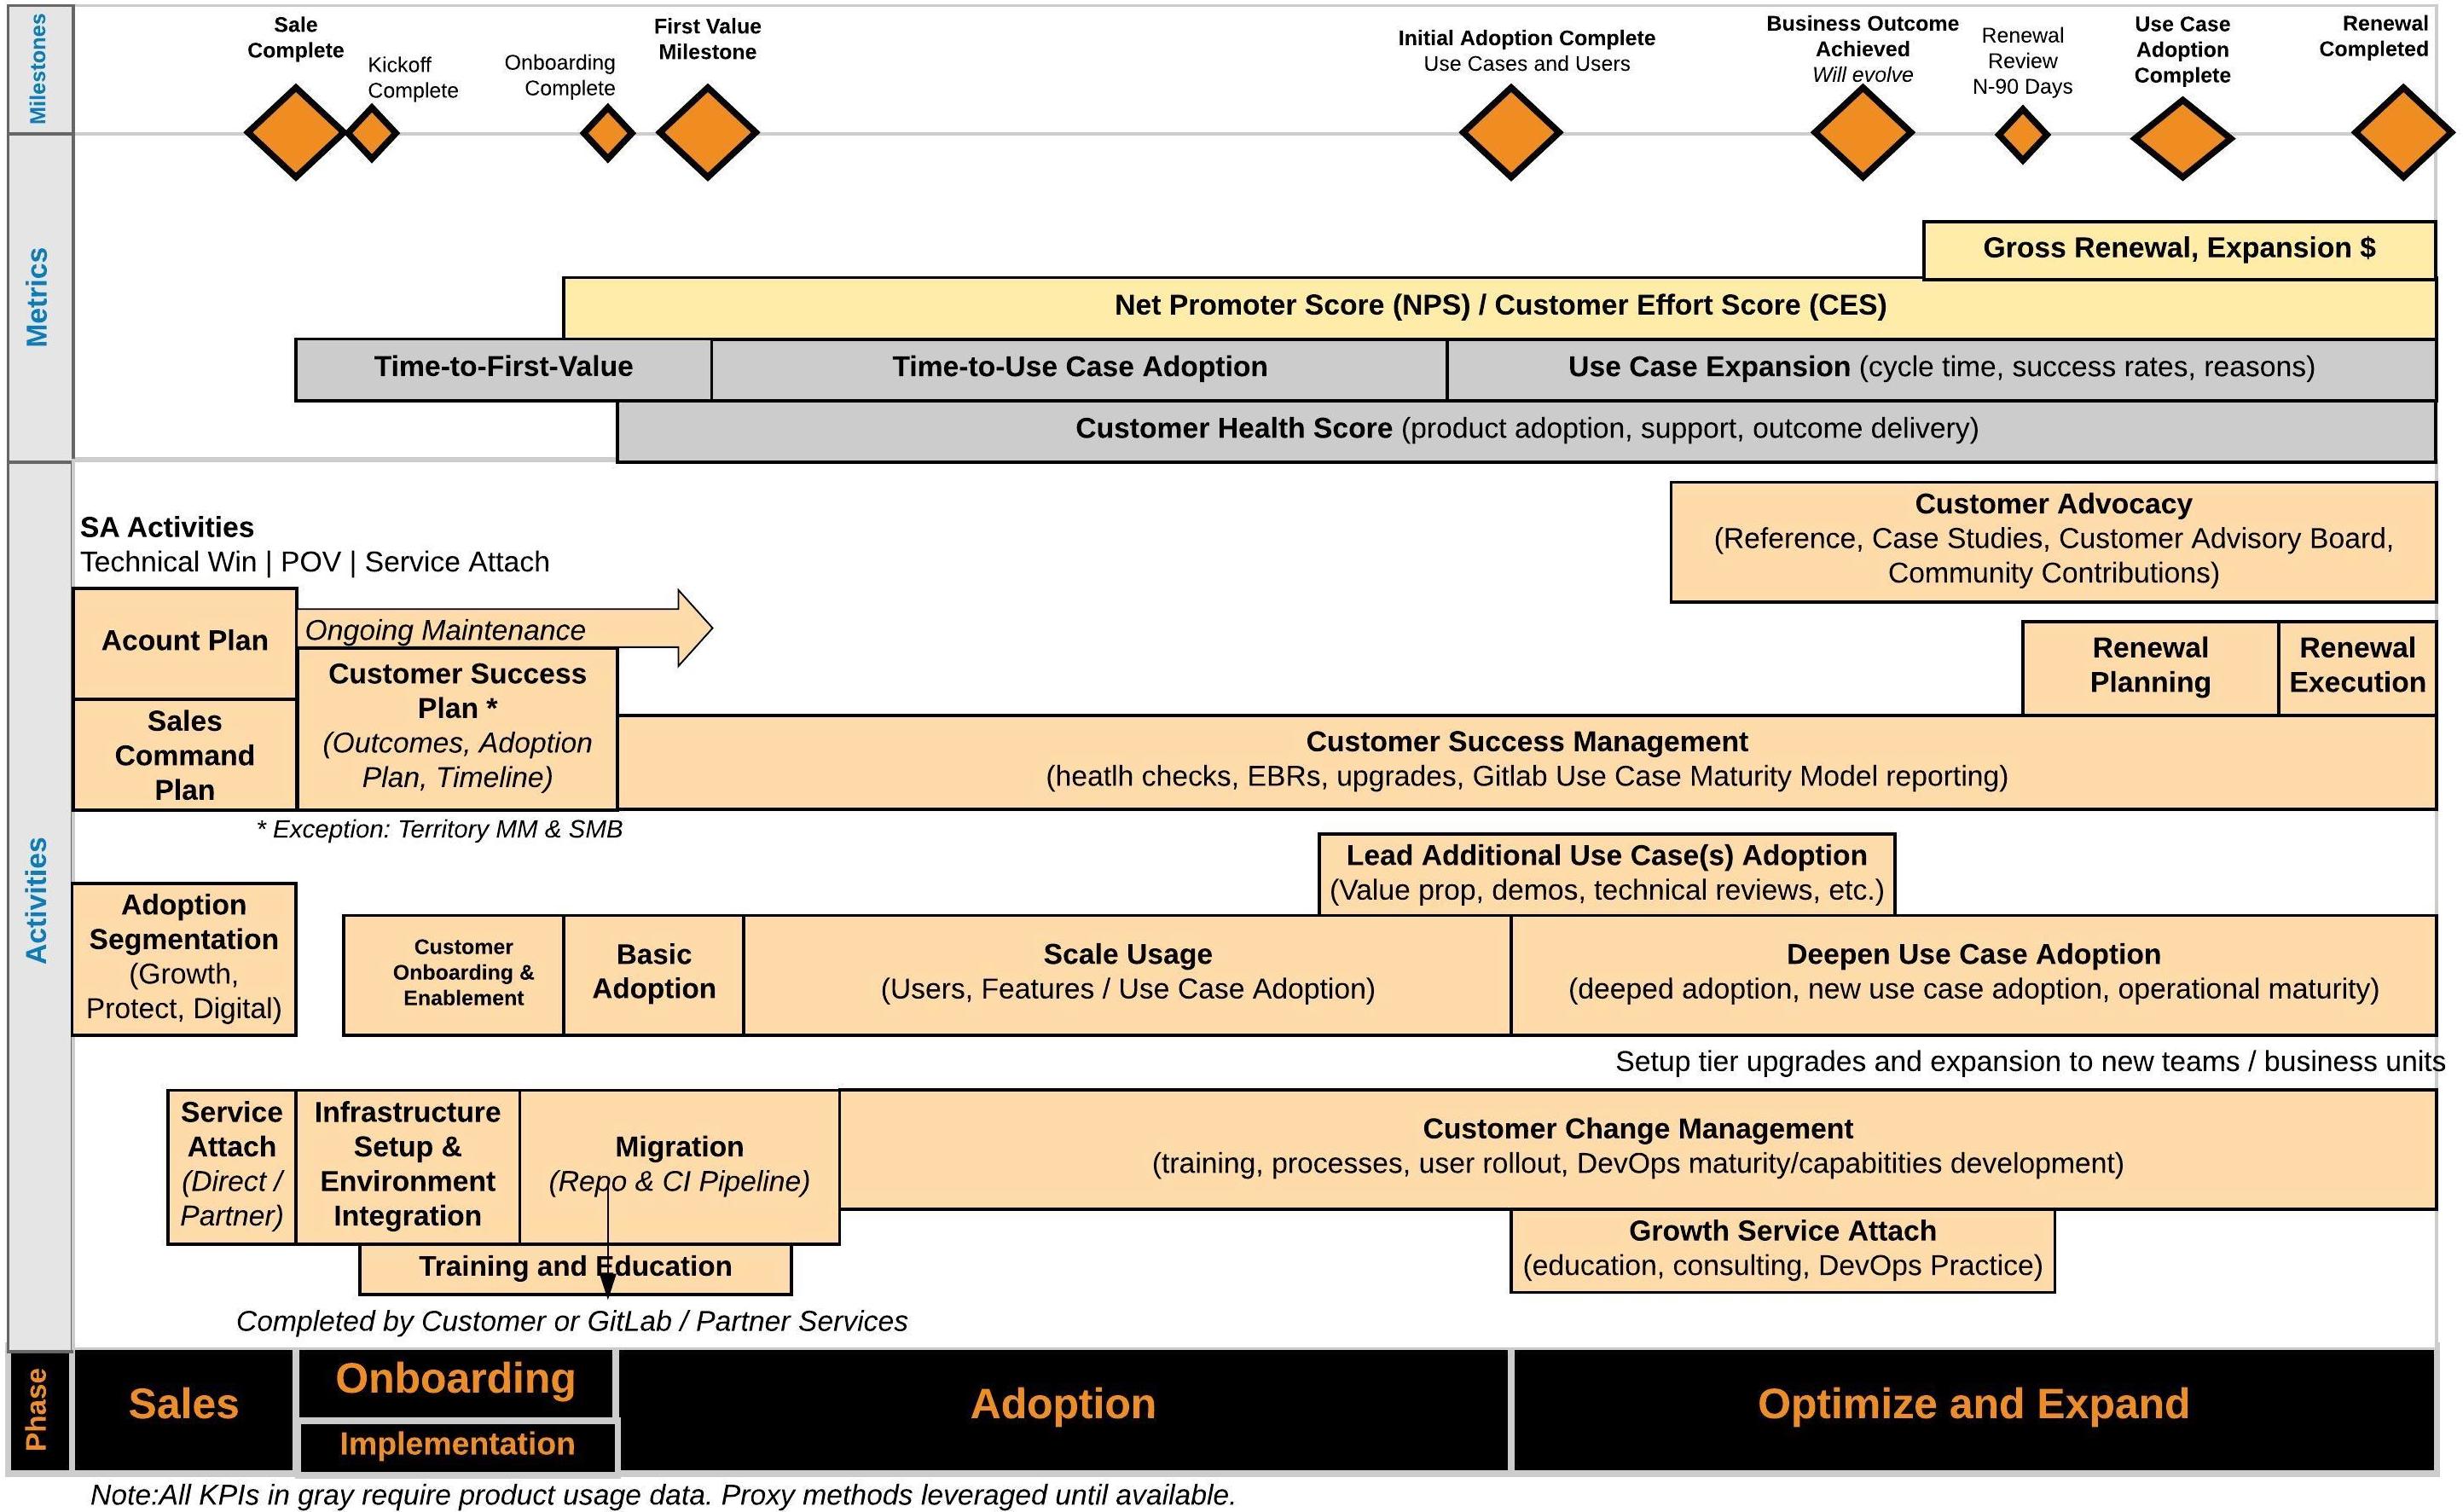 Milestones
Sale
Complete
Kickoff
Complete
Onboarding
Complete
First Value
Milestone
Initial Adoption Complete
Use Cases and Users
Business Outcome
Achieved
Will evolve
Renewal
Review
N-90 Days
Use Case
Adoption
Complete
Renewal
Completed
Metrics
Gross Renewal, Expansion $
Net Promoter Score (NPS) / Customer Effort Score (CES)
Time-to-First-Value
Time-to-Use Case Adoption
Use Case Expansion (cycle time, success rates, reasons)
Customer Health Score (product adoption, support, outcome delivery)
Activities
SA Activities
Technical Win | POV | Service Attach
Customer Advocacy
(Reference, Case Studies, Customer Advisory Board,
Community Contributions)
Acount Plan
Ongoing Maintenance
Sales
Command
Plan
Customer Success
Plan *
(Outcomes, Adoption
Plan, Timeline)
Renewal
Planning
Renewal
Execution
Customer Success Management
(heatlh checks, EBRs, upgrades, Gitlab Use Case Maturity Model reporting)
* Exception: Territory MM & SMB
Lead Additional Use Case(s) Adoption
(Value prop, demos, technical reviews, etc.)
Adoption
Segmentation
(Growth,
Protect, Digital)
Customer
Onboarding &
Enablement
Basic
Adoption
Scale Usage
(Users, Features / Use Case Adoption)
Deepen Use Case Adoption
(deeped adoption, new use case adoption, operational maturity)
Setup tier upgrades and expansion to new teams / business units
Service
Attach
(Direct /
Partner)
Infrastructure
Setup &
Environment
Integration
Migration
(Repo & CI Pipeline)
Customer Change Management
(training, processes, user rollout, DevOps maturity/capabitities development)
Training and Education
Growth Service Attach
(education, consulting, DevOps Practice)
Completed by Customer or GitLab / Partner Services
Phase
Sales
Onboarding
Implementation
Adoption
Optimize and Expand
Note:All KPIs in gray require product usage data. Proxy methods leveraged until available.